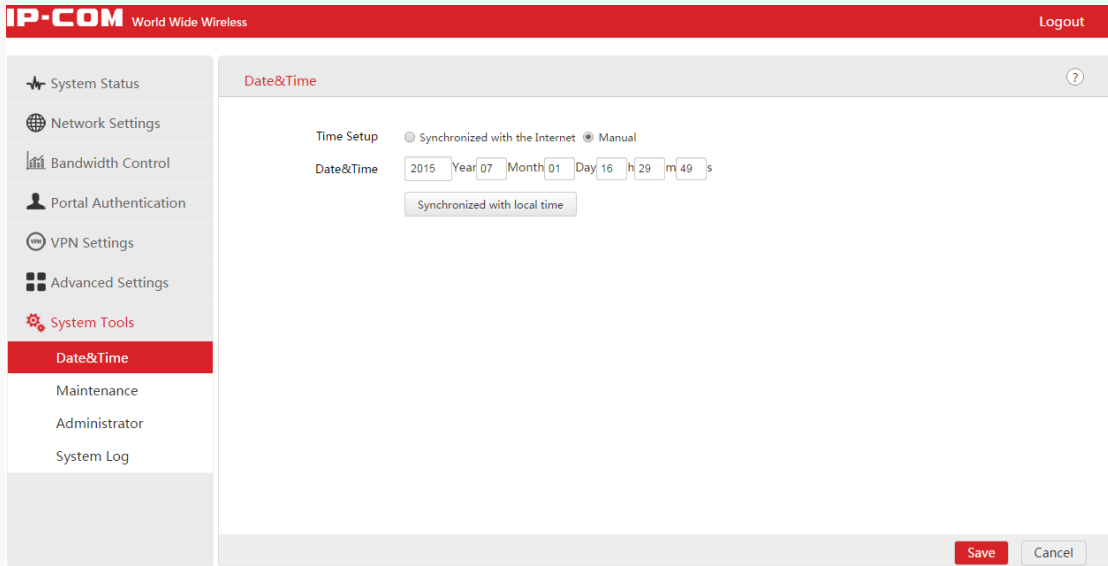 IP-COM World Wide Wireless
Logout
System Status
Network Settings
Bandwidth Control
Portal Authentication
VPN VPN Settings
Advanced Settings
System Tools
Date&Time
Maintenance
Administrator
System Log
Date&Time
?
Time Setup Synchronized with the Internet Manual
Date&Time 2015 Year 07 Month 01 Day 16 h 29 m 49 s
Synchronized with local time
Save Cancel